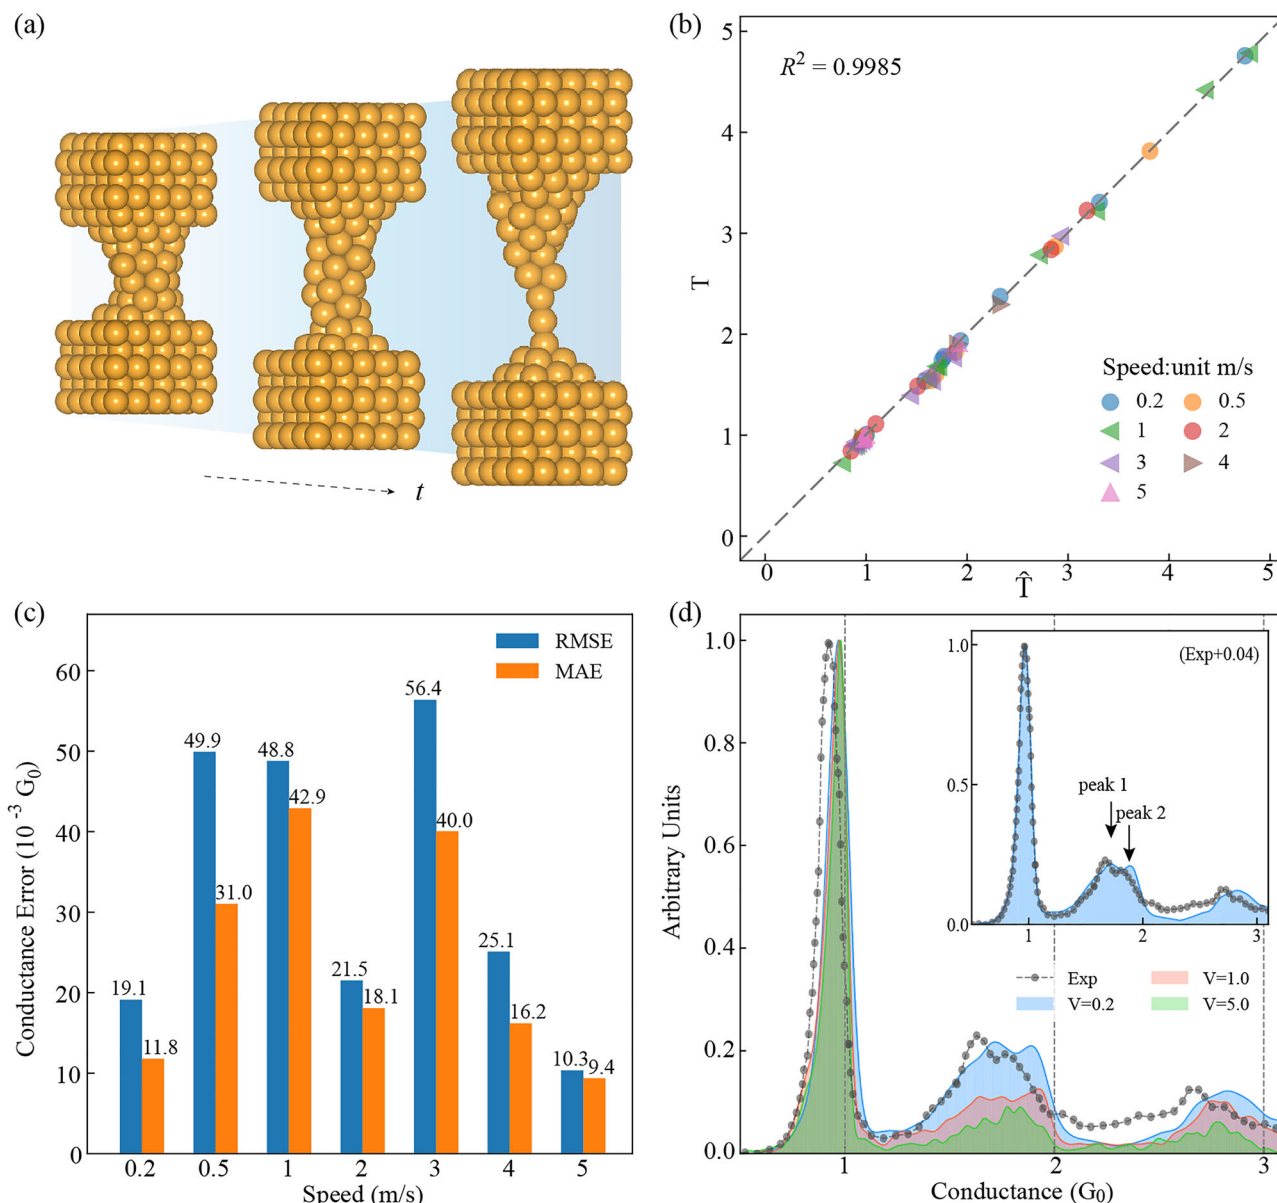 (a)
t
(b)
R² = 0.9985
T
5
4
3
2
1
0
Speed:unit m/s
0.2 0.5
1 2
3 4
5
0 1 2 3 4 5
T̂
(c)
RMSE
MAE
Conductance Error (10⁻³ G₀)
60
50
40
30
20
10
0
19.1 11.8
49.9 31.0
48.8 42.9
21.5 18.1
56.4 40.0
25.1 16.2
10.3 9.4
0.2 0.5 1 2 3 4 5
Speed (m/s)
(d)
Arbitrary Units
1.0
0.8
0.6
0.4
0.2
0.0
(Exp+0.04)
1.0
0.5
0.0
peak 1
peak 2
1 2 3
Exp V=1.0
V=0.2 V=5.0
1 2 3
Conductance (G₀)